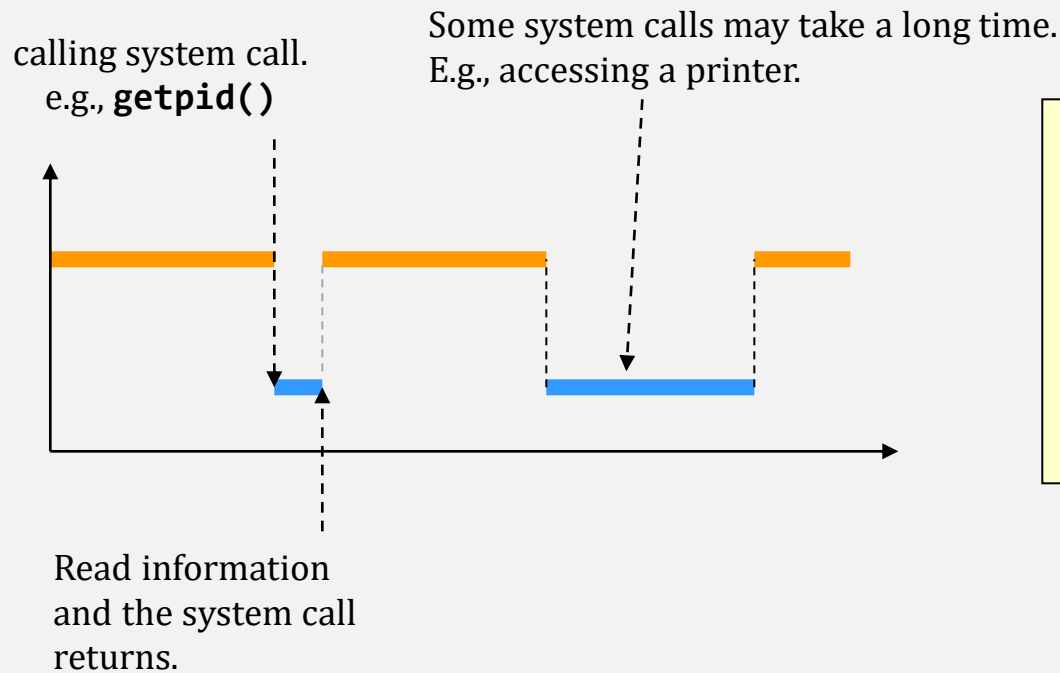 calling system call.
e.g., getpid()
Some system calls may take a long time.
E.g., accessing a printer.
Read information
and the system call
returns.